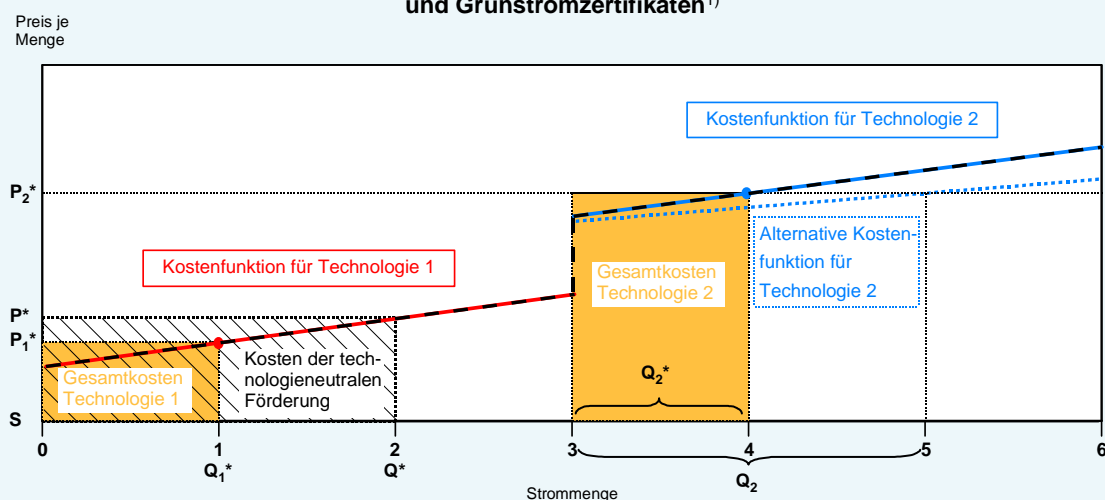 und Grünstromzertifikaten¹⁾
Preis je
Menge
Kostenfunktion für Technologie 2
P₂*
Alternative Kosten-
funktion für
Technologie 2
Kostenfunktion für Technologie 1
Gesamtkosten
Technologie 2
P*
P₁*
Kosten der tech-
nologieneutralen
Förderung
Gesamtkosten
Technologie 1
Q₂*
S
0 1 2 3 4 5 6
Q₁* Q* Q₂
Strommenge